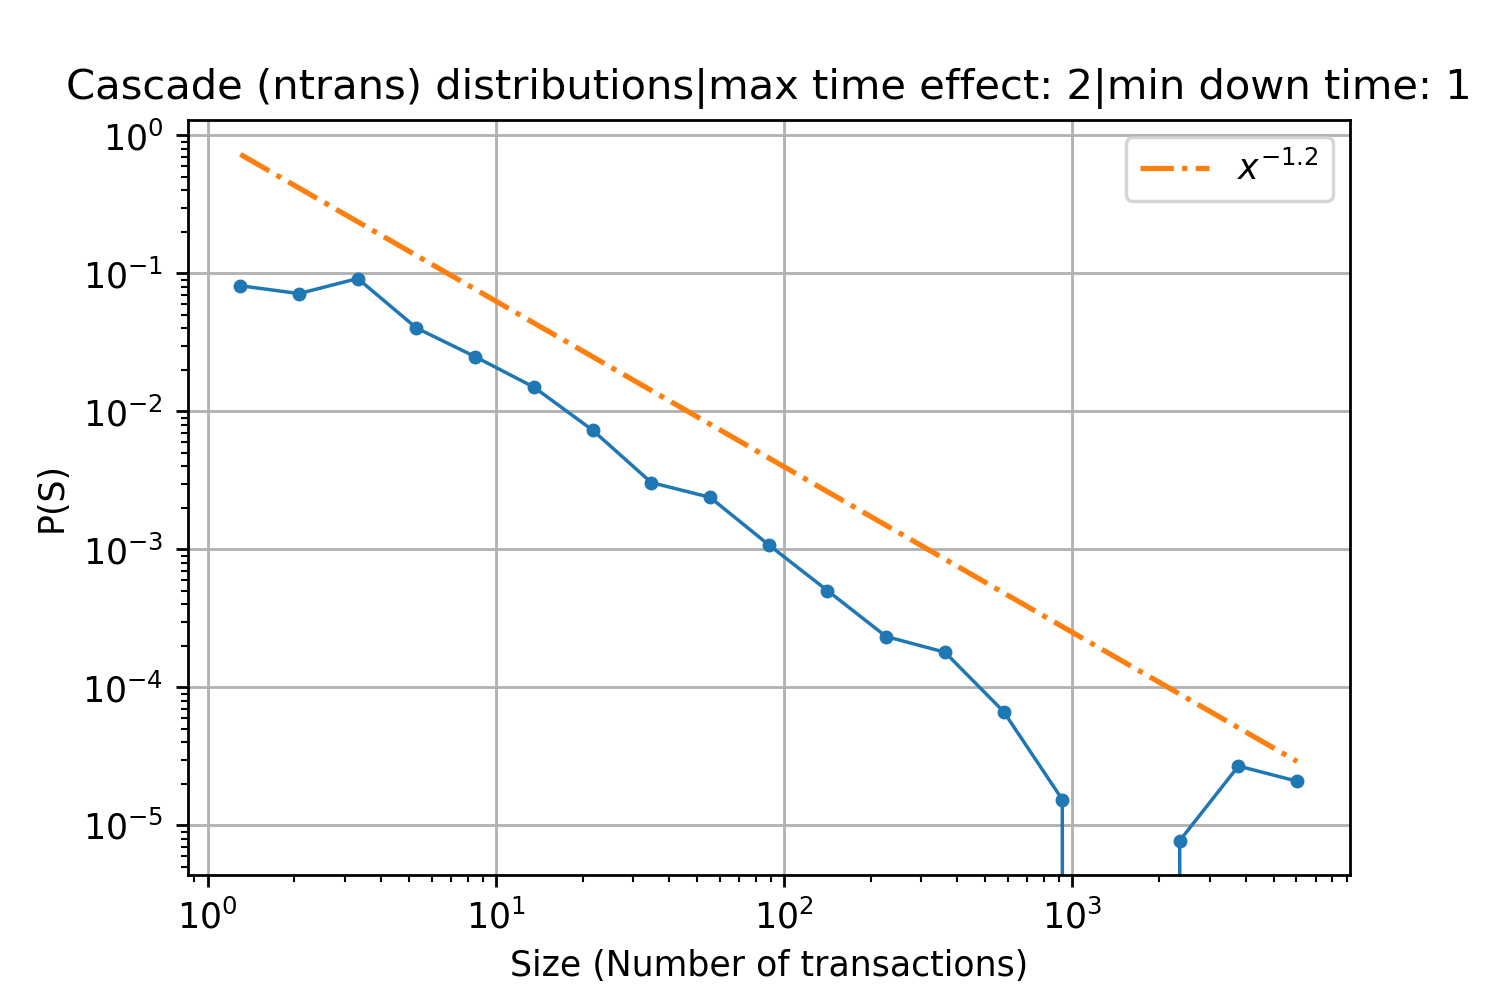 Cascade (ntrans) distributions|max time effect: 2|min down time: 1
x^{-1.2}
P(S)
10^0
10^{-1}
10^{-2}
10^{-3}
10^{-4}
10^{-5}
10^0 10^1 10^2 10^3
Size (Number of transactions)